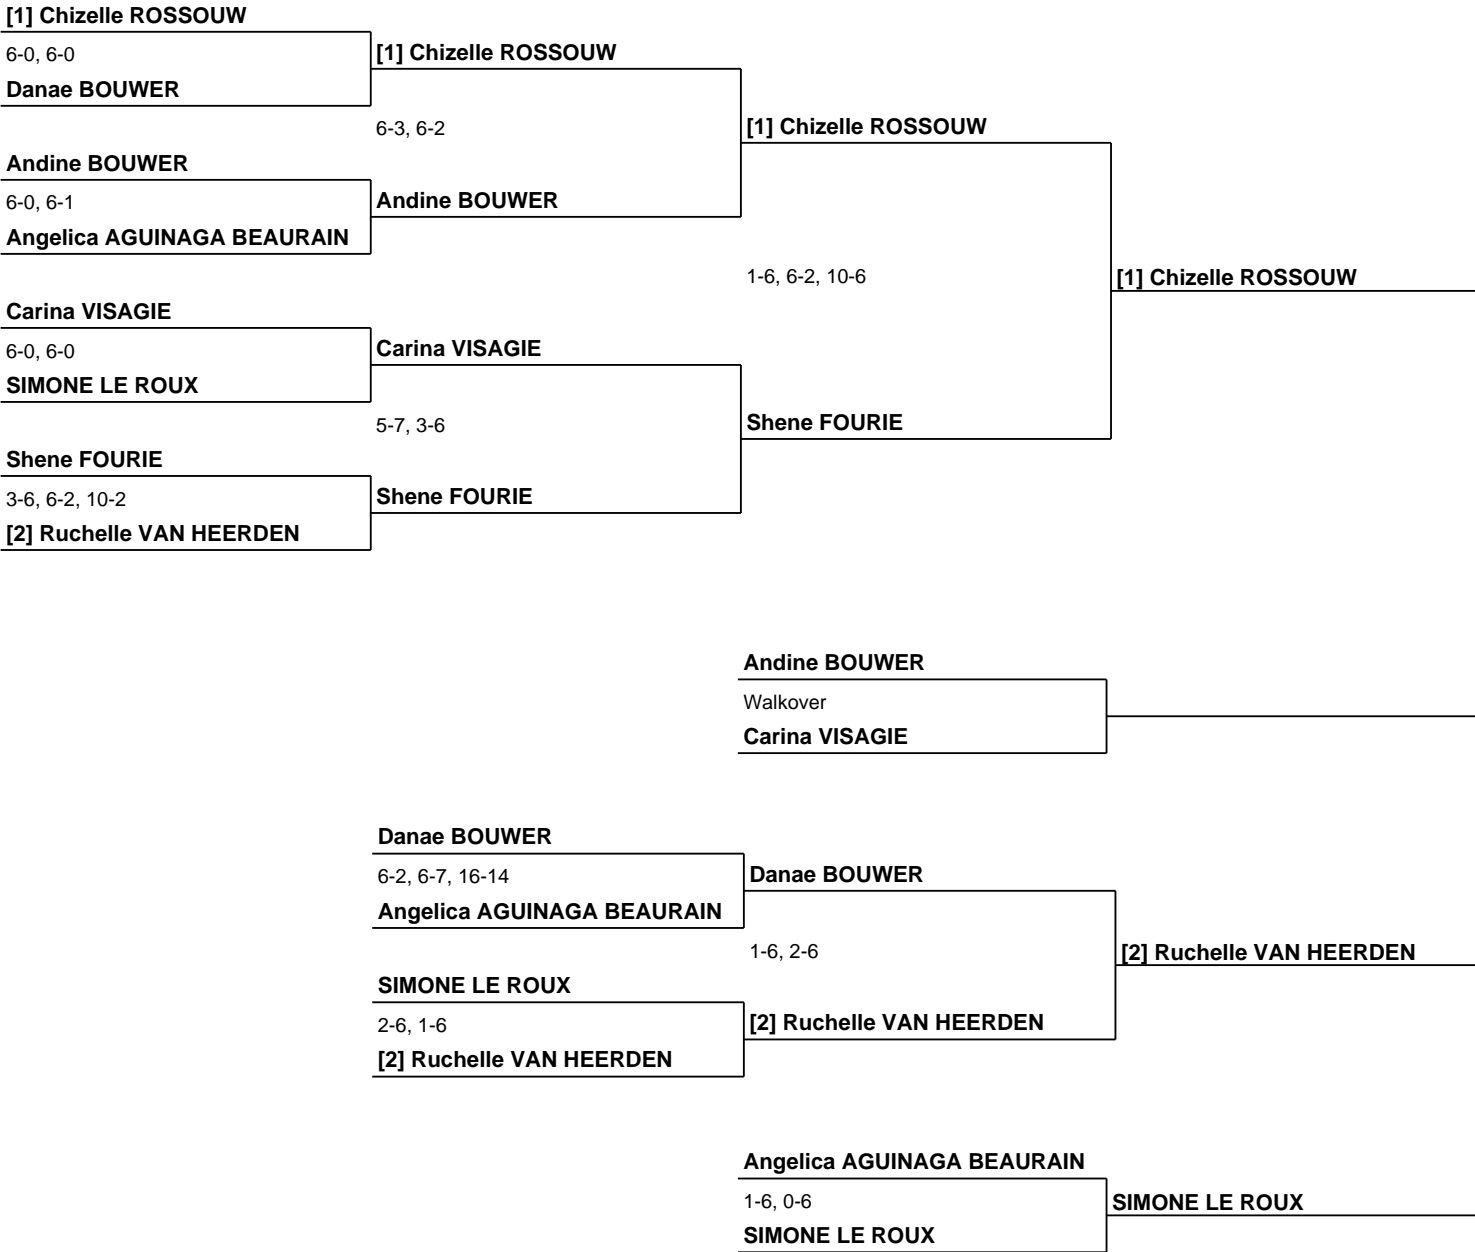 [1] Chizelle ROSSOUW
6-0, 6-0
[1] Chizelle ROSSOUW
Danae BOUWER
6-3, 6-2
[1] Chizelle ROSSOUW
Andine BOUWER
6-0, 6-1
Andine BOUWER
Angelica AGUINAGA BEAURAIN
1-6, 6-2, 10-6
[1] Chizelle ROSSOUW
Carina VISAGIE
6-0, 6-0
Carina VISAGIE
SIMONE LE ROUX
5-7, 3-6
Shene FOURIE
Shene FOURIE
3-6, 6-2, 10-2
Shene FOURIE
[2] Ruchelle VAN HEERDEN
Andine BOUWER
Walkover
Carina VISAGIE
Danae BOUWER
6-2, 6-7, 16-14
Danae BOUWER
Angelica AGUINAGA BEAURAIN
1-6, 2-6
[2] Ruchelle VAN HEERDEN
SIMONE LE ROUX
2-6, 1-6
[2] Ruchelle VAN HEERDEN
[2] Ruchelle VAN HEERDEN
Angelica AGUINAGA BEAURAIN
1-6, 0-6
SIMONE LE ROUX
SIMONE LE ROUX